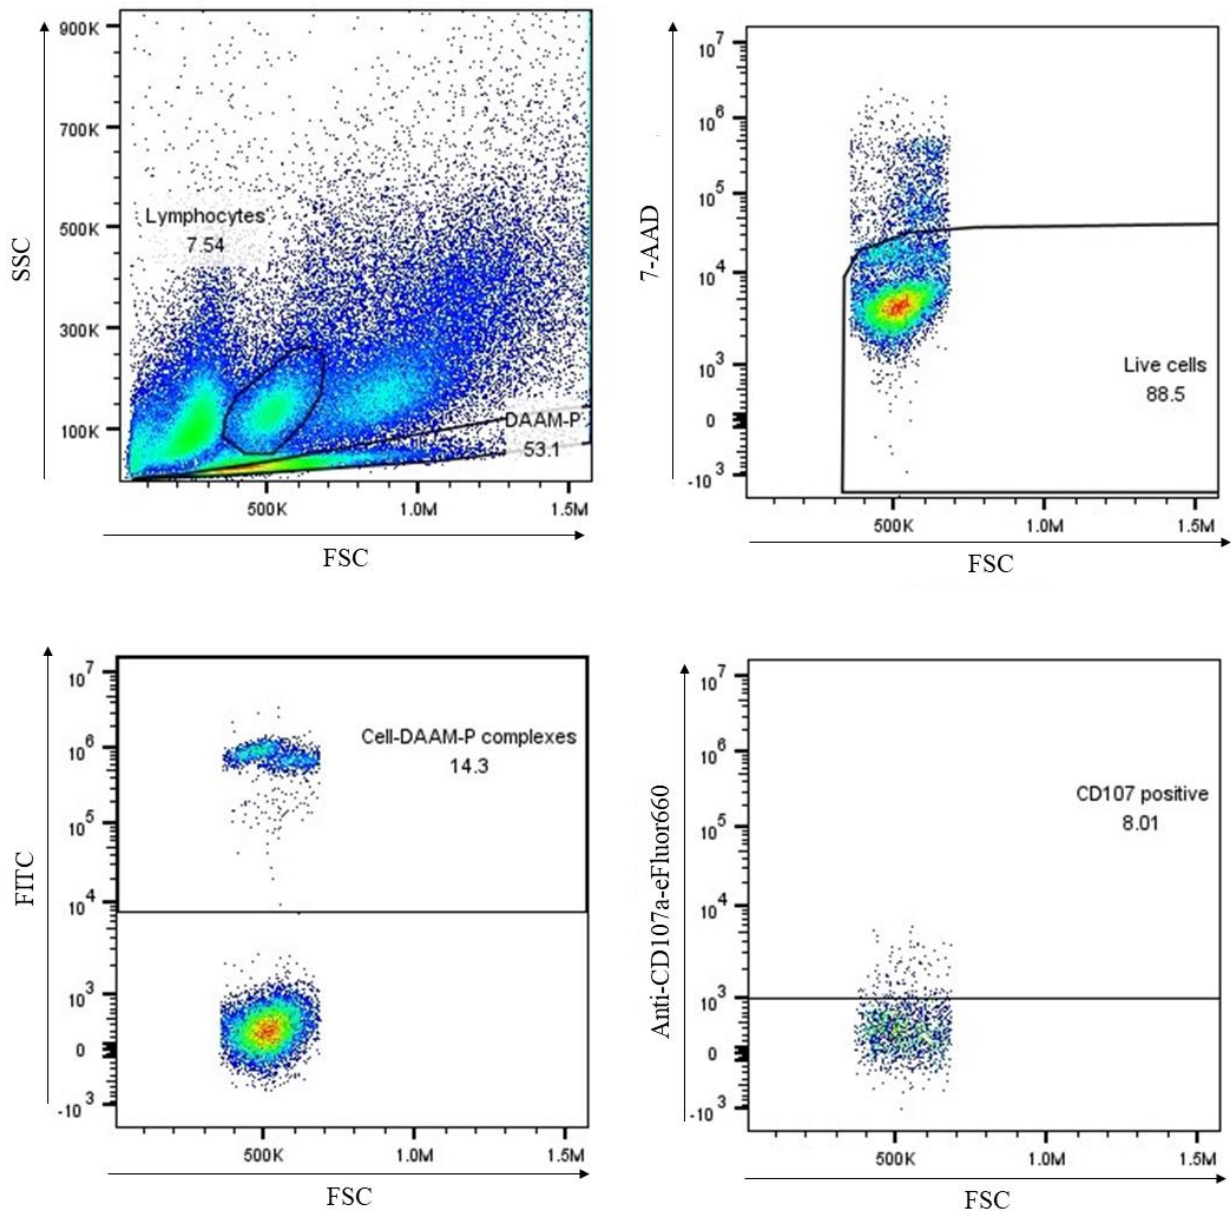 900K
700K
500K
300K
100K
SSC
Lymphocytes
7.54
DAAM-P
53.1
500K
1.0M
1.5M
FSC
10^7
10^6
10^5
10^4
10^3
0
-10^3
7-AAD
Live cells
88.5
500K
1.0M
1.5M
FSC
10^7
10^6
10^5
10^4
10^3
0
-10^3
FITC
Cell-DAAM-P complexes
14.3
500K
1.0M
1.5M
FSC
10^7
10^6
10^5
10^4
10^3
0
-10^3
Anti-CD107a-eFluor660
CD107 positive
8.01
500K
1.0M
1.5M
FSC